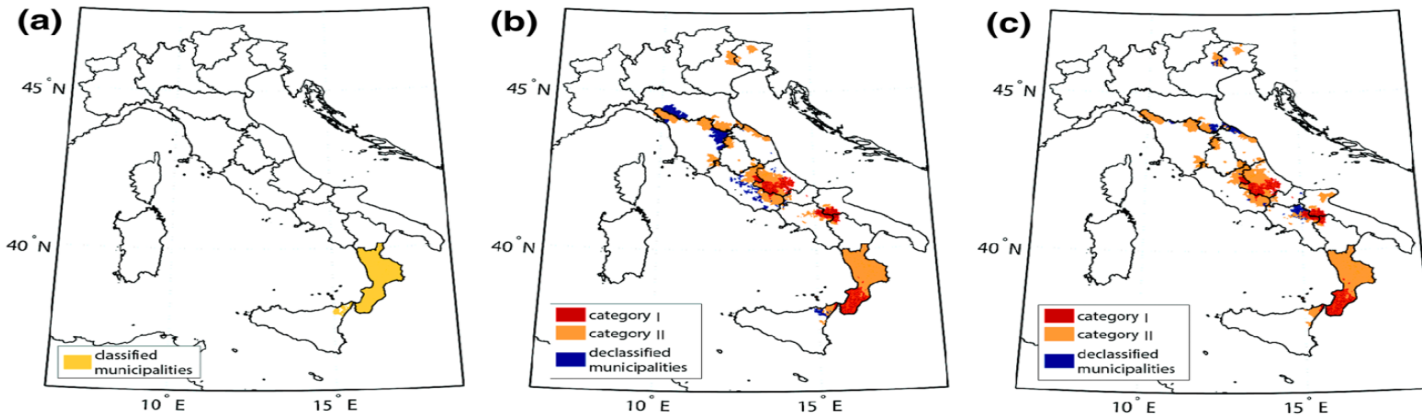 (a)
45° N
40° N
classified
municipalities
10° E
15° E
(b)
45° N
40° N
category I
category II
declassified
municipalities
10° E
15° E
(c)
45° N
40° N
category I
category II
declassified
municipalities
10° E
15° E